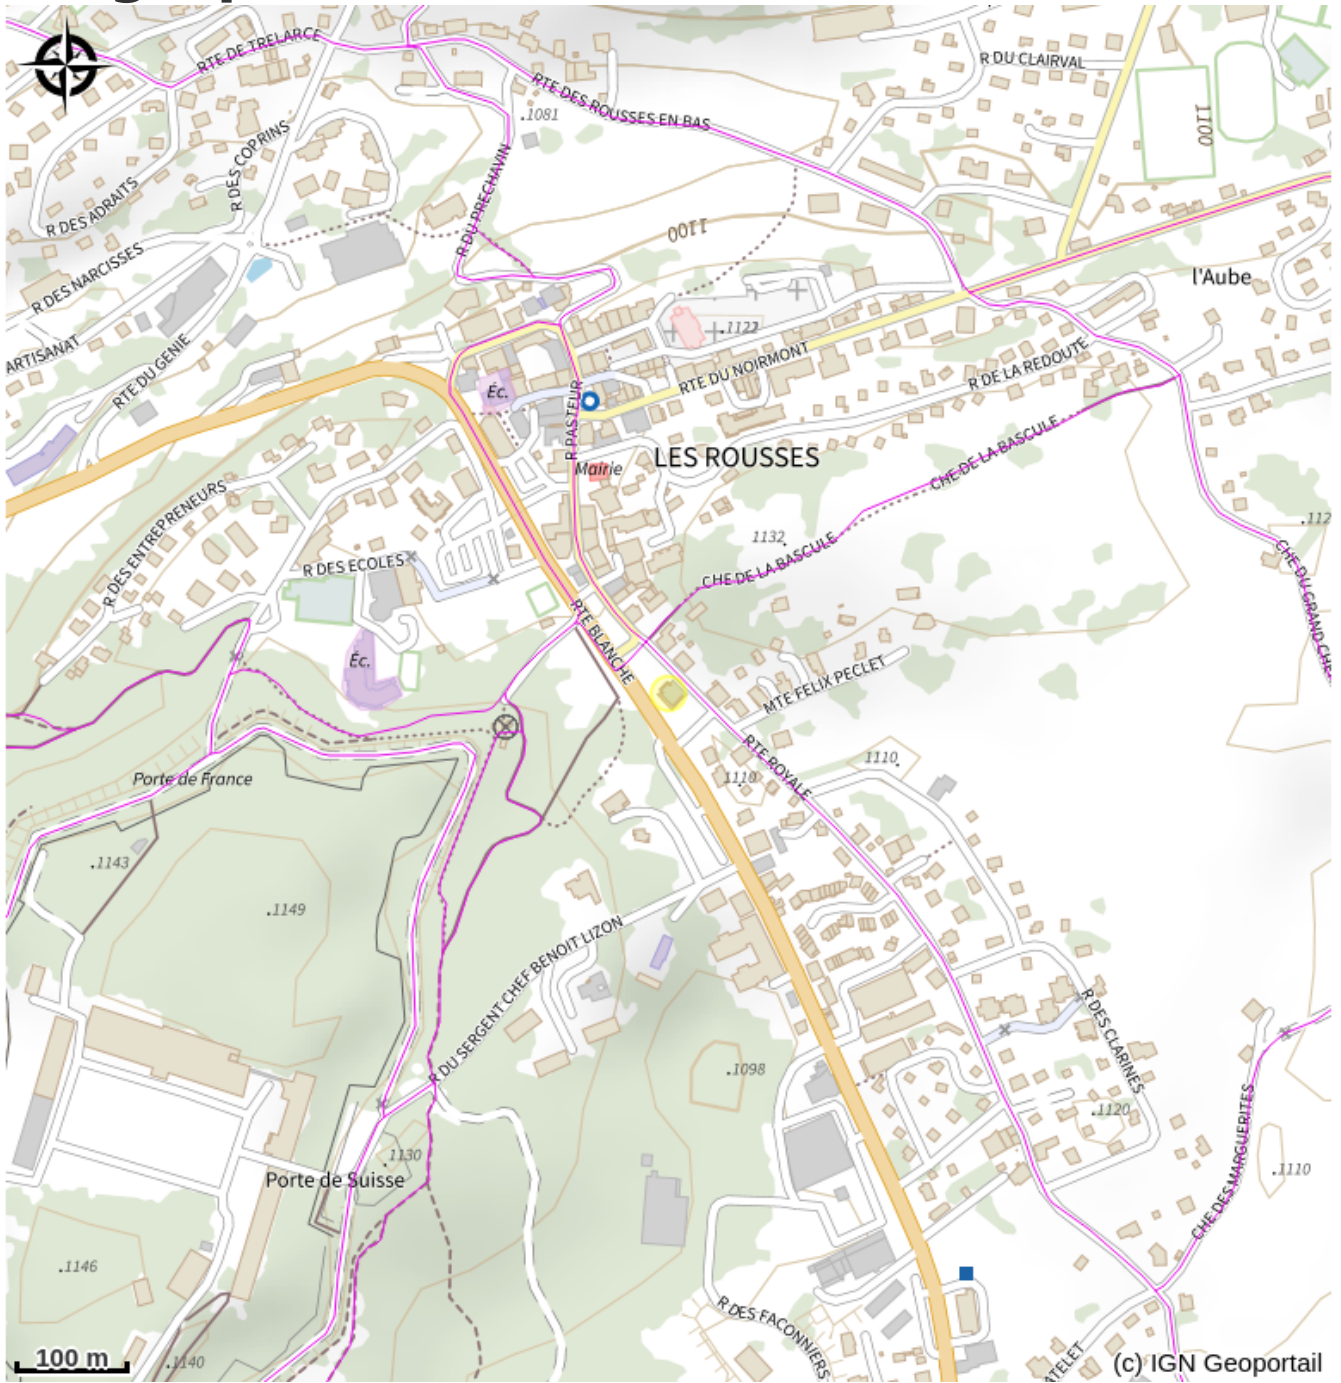 RTE DE TRELARCE
R DU CLAIRVAL
RTE DES ROUSSES EN BAS
.1081
1100
R DES COPRINS
R DU PRECHAVIN
R DES ADRAITS
1100
R DES NARCISSES
l'Aube
.1122
ARTISANAT
RTE DU GENIE
RTE DU NOIRMONT
R DE LA REDOUTE
Éc.
R PASTEUR
LES ROUSSES
Mairie
CHE DE LA BASCULE
R DES ENTREPRENEURS
.112
1132.
R DES ECOLES
CHE DE LA BASCULE
CHE DU GRAND CHE
RTE BLANCHE
Éc.
MTE FELIX PECLET
RTE ROYALE
Porte de France
1110
1110.
.1143
.1149
R DU SERGENT CHEF BENOIT LIZON
R DES CLARINES
.1098
.1120
.1130
Porte de Suisse
CHE DES MARGUERITES
.1110
.1146
R DES FACONNIERS
.1140
100 m
ATELET
(c) IGN Geoportail